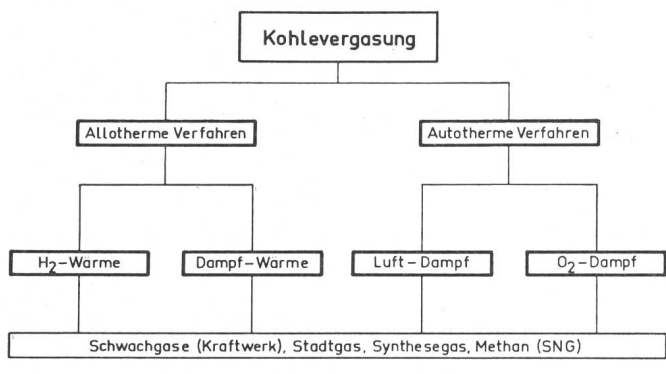 Kohlevergasung
Allotherme Verfahren
Autotherme Verfahren
H₂-Wärme
Dampf-Wärme
Luft-Dampf
O₂-Dampf
Schwachgase (Kraftwerk), Stadtgas, Synthesegas, Methan (SNG)